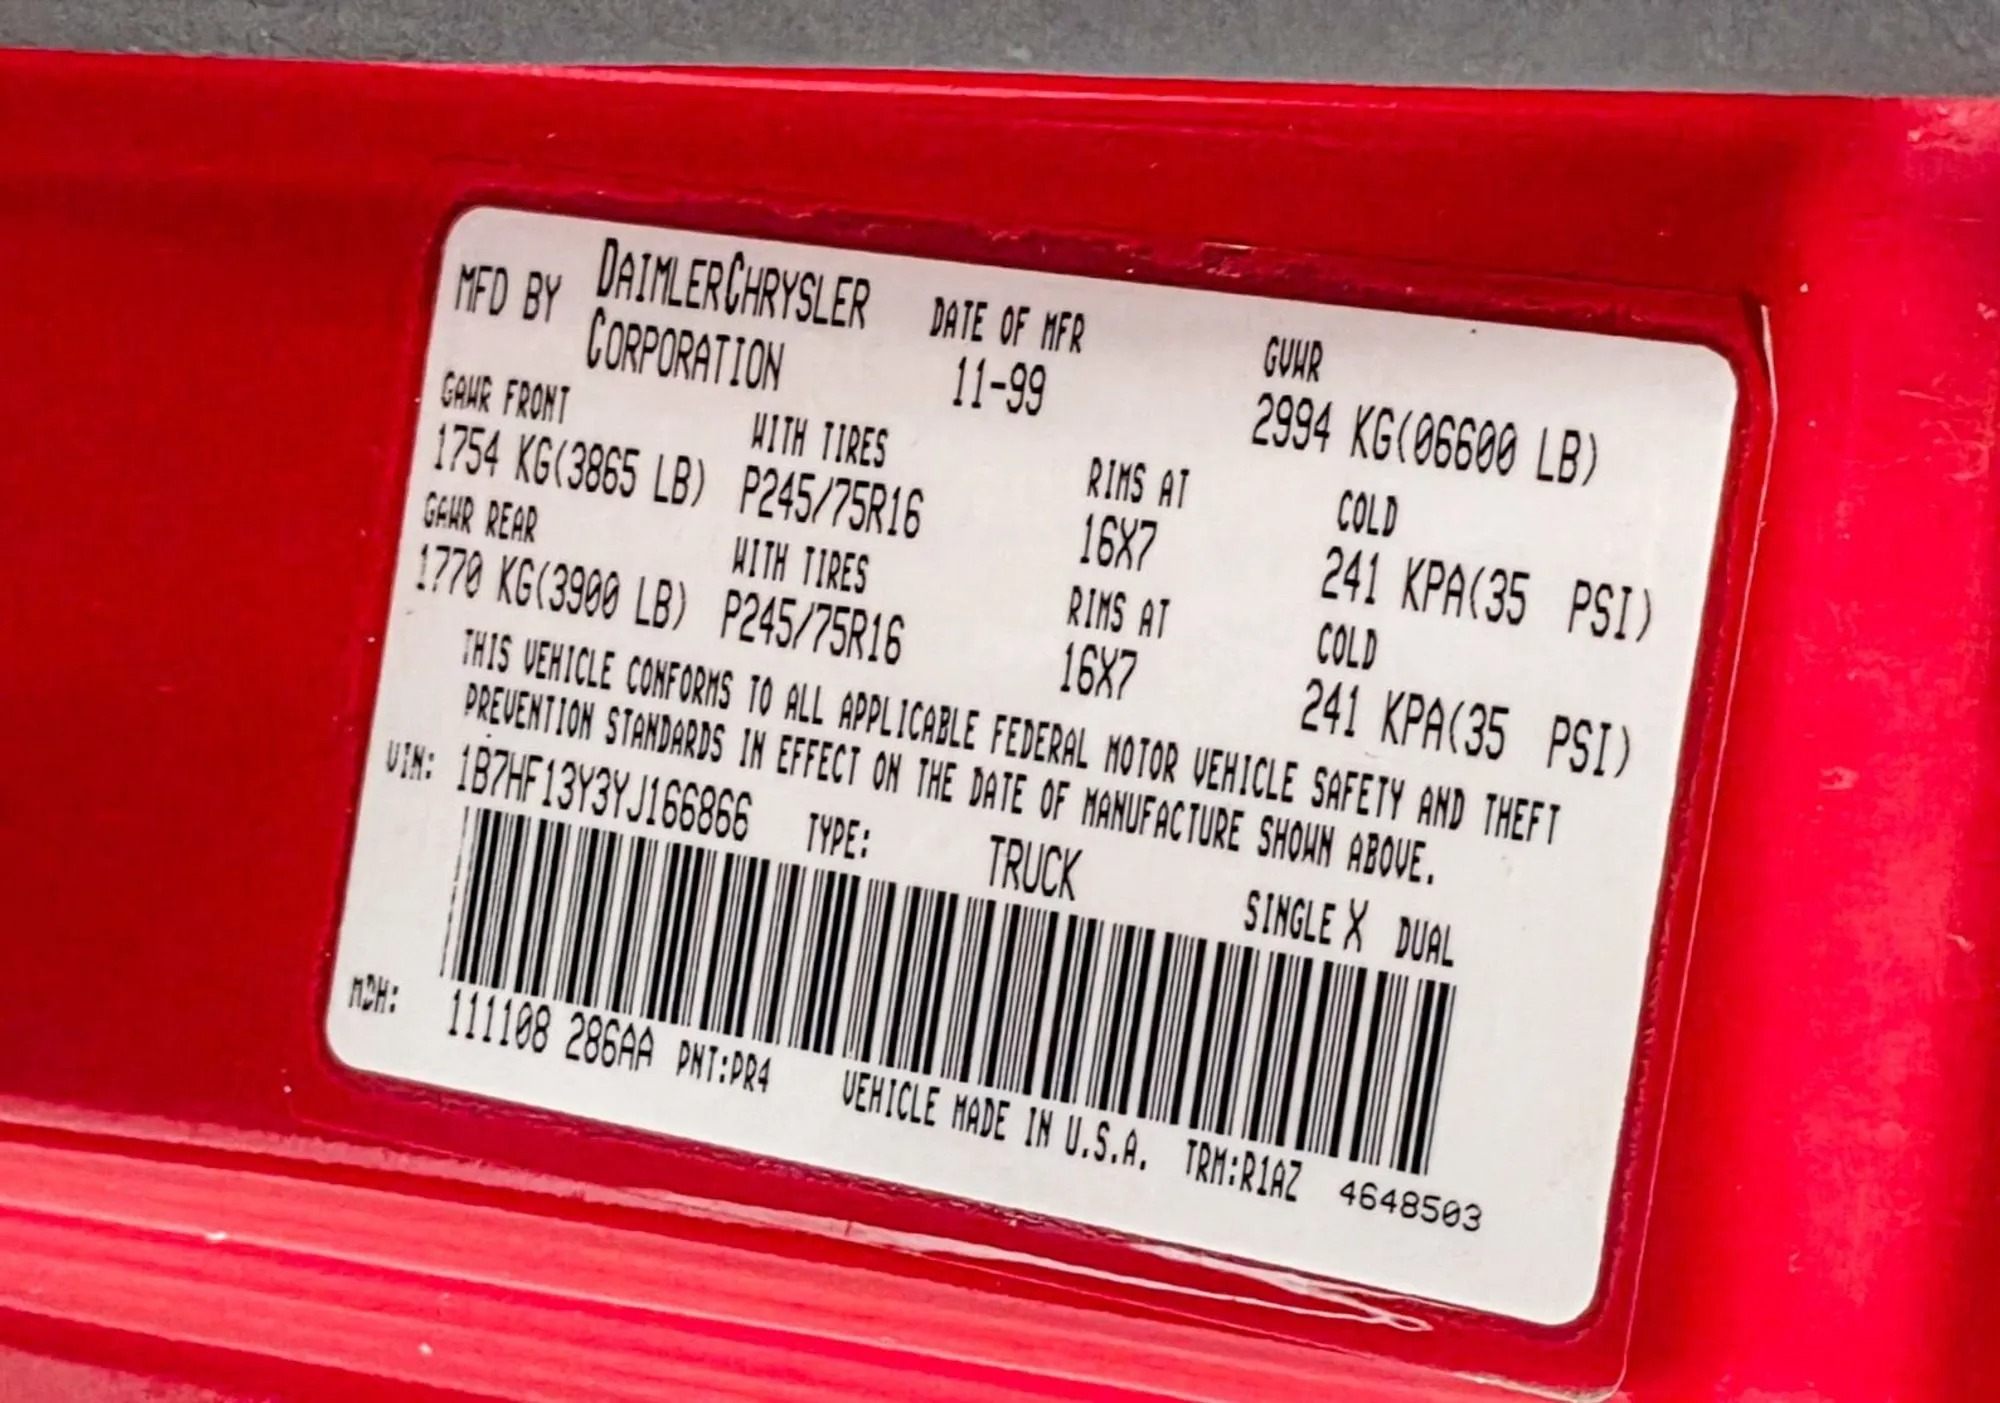 MFD BY DAIMLERCHRYSLER CORPORATION
DATE OF MFR
11-99
GVWR
2994 KG(06600 LB)
GAWR FRONT WITH TIRES RIMS AT COLD
1754 KG(3865 LB) P245/75R16 16X7 241 KPA(35 PSI)
GAWR REAR WITH TIRES RIMS AT COLD
1770 KG(3900 LB) P245/75R16 16X7 241 KPA(35 PSI)
THIS VEHICLE CONFORMS TO ALL APPLICABLE FEDERAL MOTOR VEHICLE SAFETY AND THEFT
PREVENTION STANDARDS IN EFFECT ON THE DATE OF MANUFACTURE SHOWN ABOVE.
VIN: 1B7HF13Y3YJ166866 TYPE: TRUCK SINGLE X DUAL
MDH: 111108 286AA PNT:PR4 VEHICLE MADE IN U.S.A. TRM:R1AZ 4648503